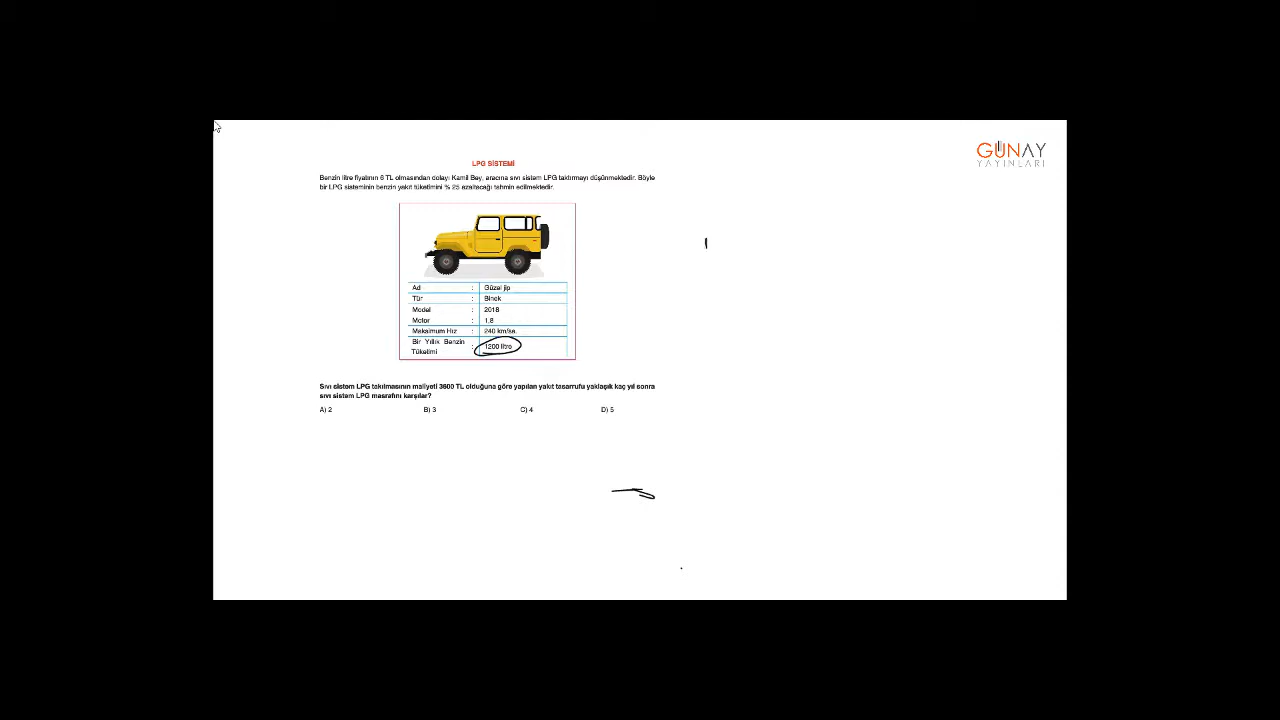 GÜNAY
YAYINLARI
LPG SİSTEMİ
Benzin litre fiyatının 6 TL olmasından dolayı Kamil Bey, aracına sıvı sistem LPG taktırmayı düşünmektedir. Böyle
bir LPG sisteminin benzin yakıt tüketimini % 25 azaltacağı tahmin edilmektedir.
Ad : Güzel jip
Tür : Binek
Model : 2018
Motor : 1.8
Maksimum Hız : 240 km/sa.
Bir Yıllık Benzin
Tüketimi : 1200 litre
Sıvı sistem LPG takılmasının maliyeti 3600 TL olduğuna göre yapılan yakıt tasarrufu yaklaşık kaç yıl sonra
sıvı sistem LPG masrafını karşılar?
A) 2 B) 3 C) 4 D) 5